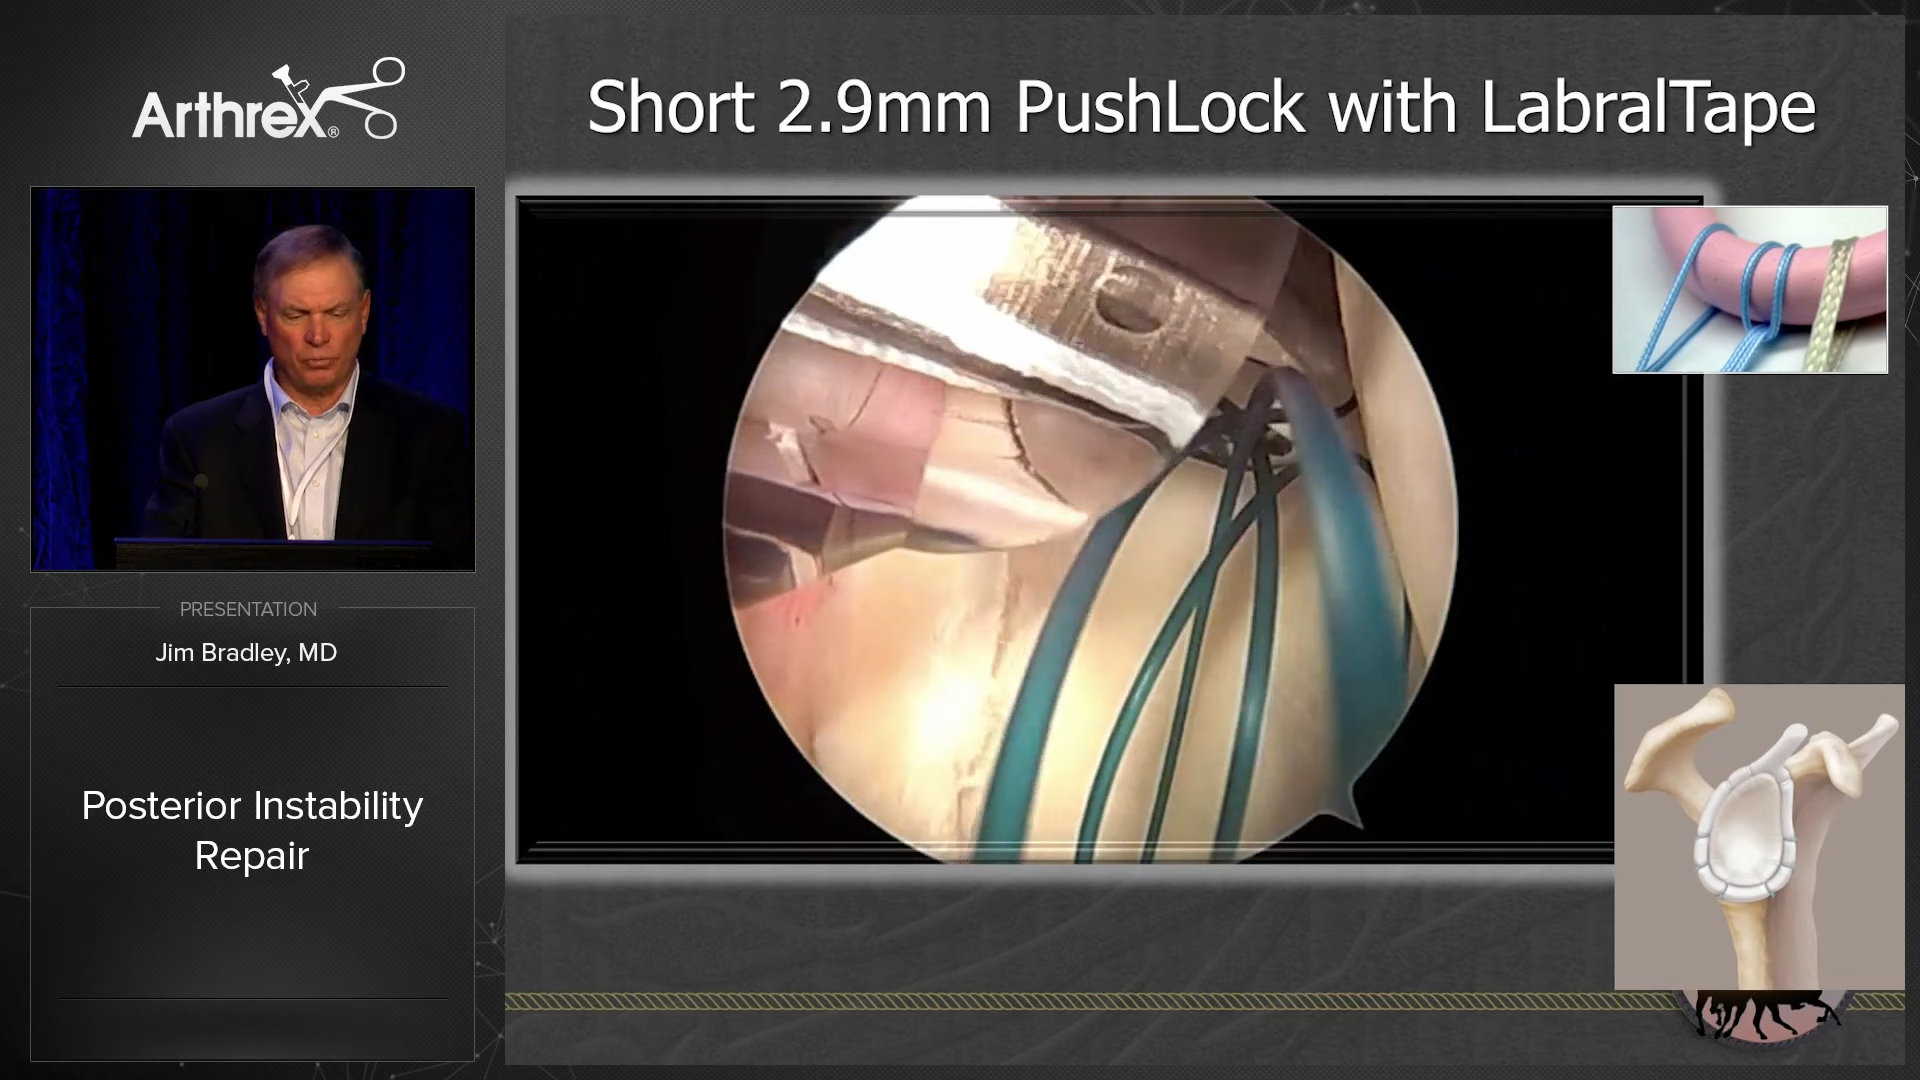 Arthrex®
Short 2.9mm PushLock with LabralTape
PRESENTATION
Jim Bradley, MD
Posterior Instability
Repair